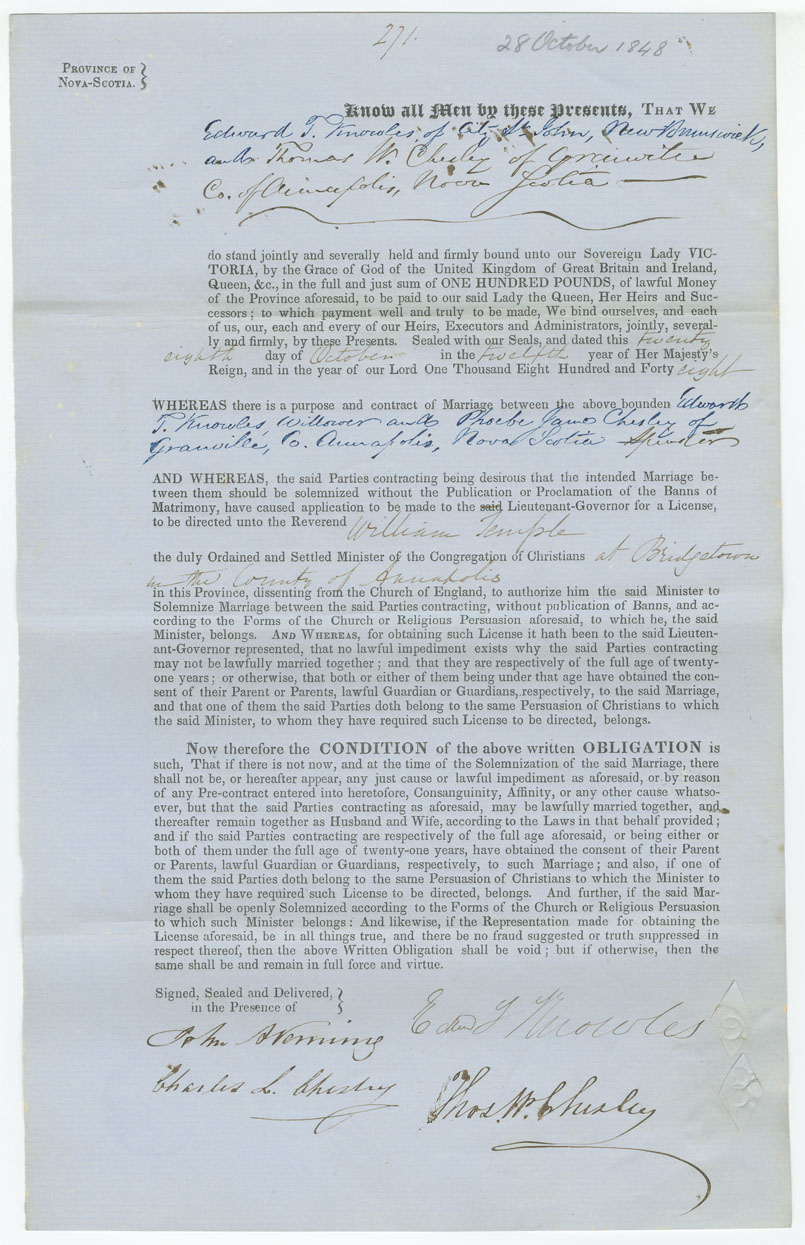 271.
28 October 1848
PROVINCE OF
NOVA-SCOTIA.
Know all Men by these Presents, THAT WE
Edward T. Knowles, of City St John, New Brunswick,
and Thomas W. Chesley of Granville
Co. of Annapolis, Nova Scotia
do stand jointly and severally held and firmly bound unto our Sovereign Lady VIC-
TORIA, by the Grace of God of the United Kingdom of Great Britain and Ireland,
Queen, &c., in the full and just sum of ONE HUNDRED POUNDS, of lawful Money
of the Province aforesaid, to be paid to our said Lady the Queen, Her Heirs and Suc-
cessors; to which payment well and truly to be made, We bind ourselves, and each
of us, our, each and every of our Heirs, Executors and Administrators, jointly, several-
ly and firmly, by these Presents. Sealed with our Seals, and dated this twenty
eighth day of October in the twelfth year of Her Majesty's
Reign, and in the year of our Lord One Thousand Eight Hundred and Forty eight
WHEREAS there is a purpose and contract of Marriage between the above bounden Edward
T. Knowles, Widower and Phoebe Jane Chesley of
Granville, Co. Annapolis, Nova Scotia Spinster
AND WHEREAS, the said Parties contracting being desirous that the intended Marriage be-
tween them should be solemnized without the Publication or Proclamation of the Banns of
Matrimony, have caused application to be made to the said Lieutenant-Governor for a License,
to be directed unto the Reverend William Temple
the duly Ordained and Settled Minister of the Congregation of Christians at Bridgetown
in the County of Annapolis
in this Province, dissenting from the Church of England, to authorize him the said Minister to
Solemnize Marriage between the said Parties contracting, without publication of Banns, and ac-
cording to the Forms of the Church or Religious Persuasion aforesaid, to which he, the said
Minister, belongs. AND WHEREAS, for obtaining such License it hath been to the said Lieuten-
ant-Governor represented, that no lawful impediment exists why the said Parties contracting
may not be lawfully married together; and that they are respectively of the full age of twenty-
one years; or otherwise, that both or either of them being under that age have obtained the con-
sent of their Parent or Parents, lawful Guardian or Guardians, respectively, to the said Marriage,
and that one of them the said Parties doth belong to the same Persuasion of Christians to which
the said Minister, to whom they have required such License to be directed, belongs.
Now therefore the CONDITION of the above written OBLIGATION is
such, That if there is not now, and at the time of the Solemnization of the said Marriage, there
shall not be, or hereafter appear, any just cause or lawful impediment as aforesaid, or by reason
of any Pre-contract entered into heretofore, Consanguinity, Affinity, or any other cause whatso-
ever, but that the said Parties contracting as aforesaid, may be lawfully married together, and
thereafter remain together as Husband and Wife, according to the Laws in that behalf provided;
and if the said Parties contracting are respectively of the full age aforesaid, or being either or
both of them under the full age of twenty-one years, have obtained the consent of their Parent
or Parents, lawful Guardian or Guardians, respectively, to such Marriage; and also, if one of
them the said Parties doth belong to the same Persuasion of Christians to which the Minister to
whom they have required such License to be directed, belongs. And further, if the said Mar-
riage shall be openly Solemnized according to the Forms of the Church or Religious Persuasion
to which such Minister belongs: And likewise, if the Representation made for obtaining the
License aforesaid, be in all things true, and there be no fraud suggested or truth suppressed in
respect thereof, then the above Written Obligation shall be void; but if otherwise, then the
same shall be and remain in full force and virtue.
Signed, Sealed and Delivered,
in the Presence of
Edwd T Knowles
John
Charles L. Chesley
Thos. W. Chesley